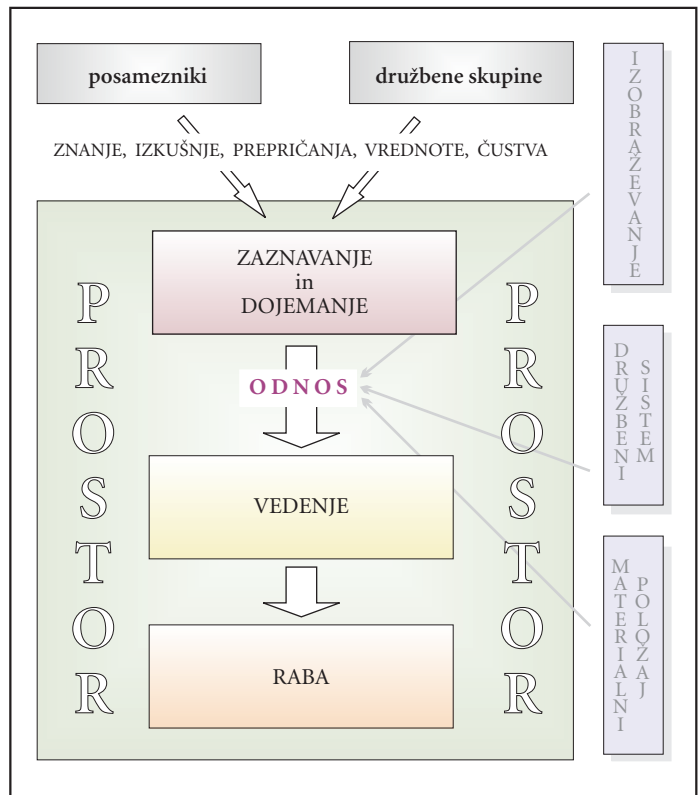 posamezniki
družbene skupine
ZNANJE, IZKUŠNJE, PREPRIČANJA, VREDNOTE, ČUSTVA
ZAZNAVANJE
in
DOJEMANJE
ODNOS
VEDENJE
RABA
PROSTOR
PROSTOR
IZOBRAŽEVANJE
DRUŽBENI
SISTEM
MATERIALNI
POLOŽAJ